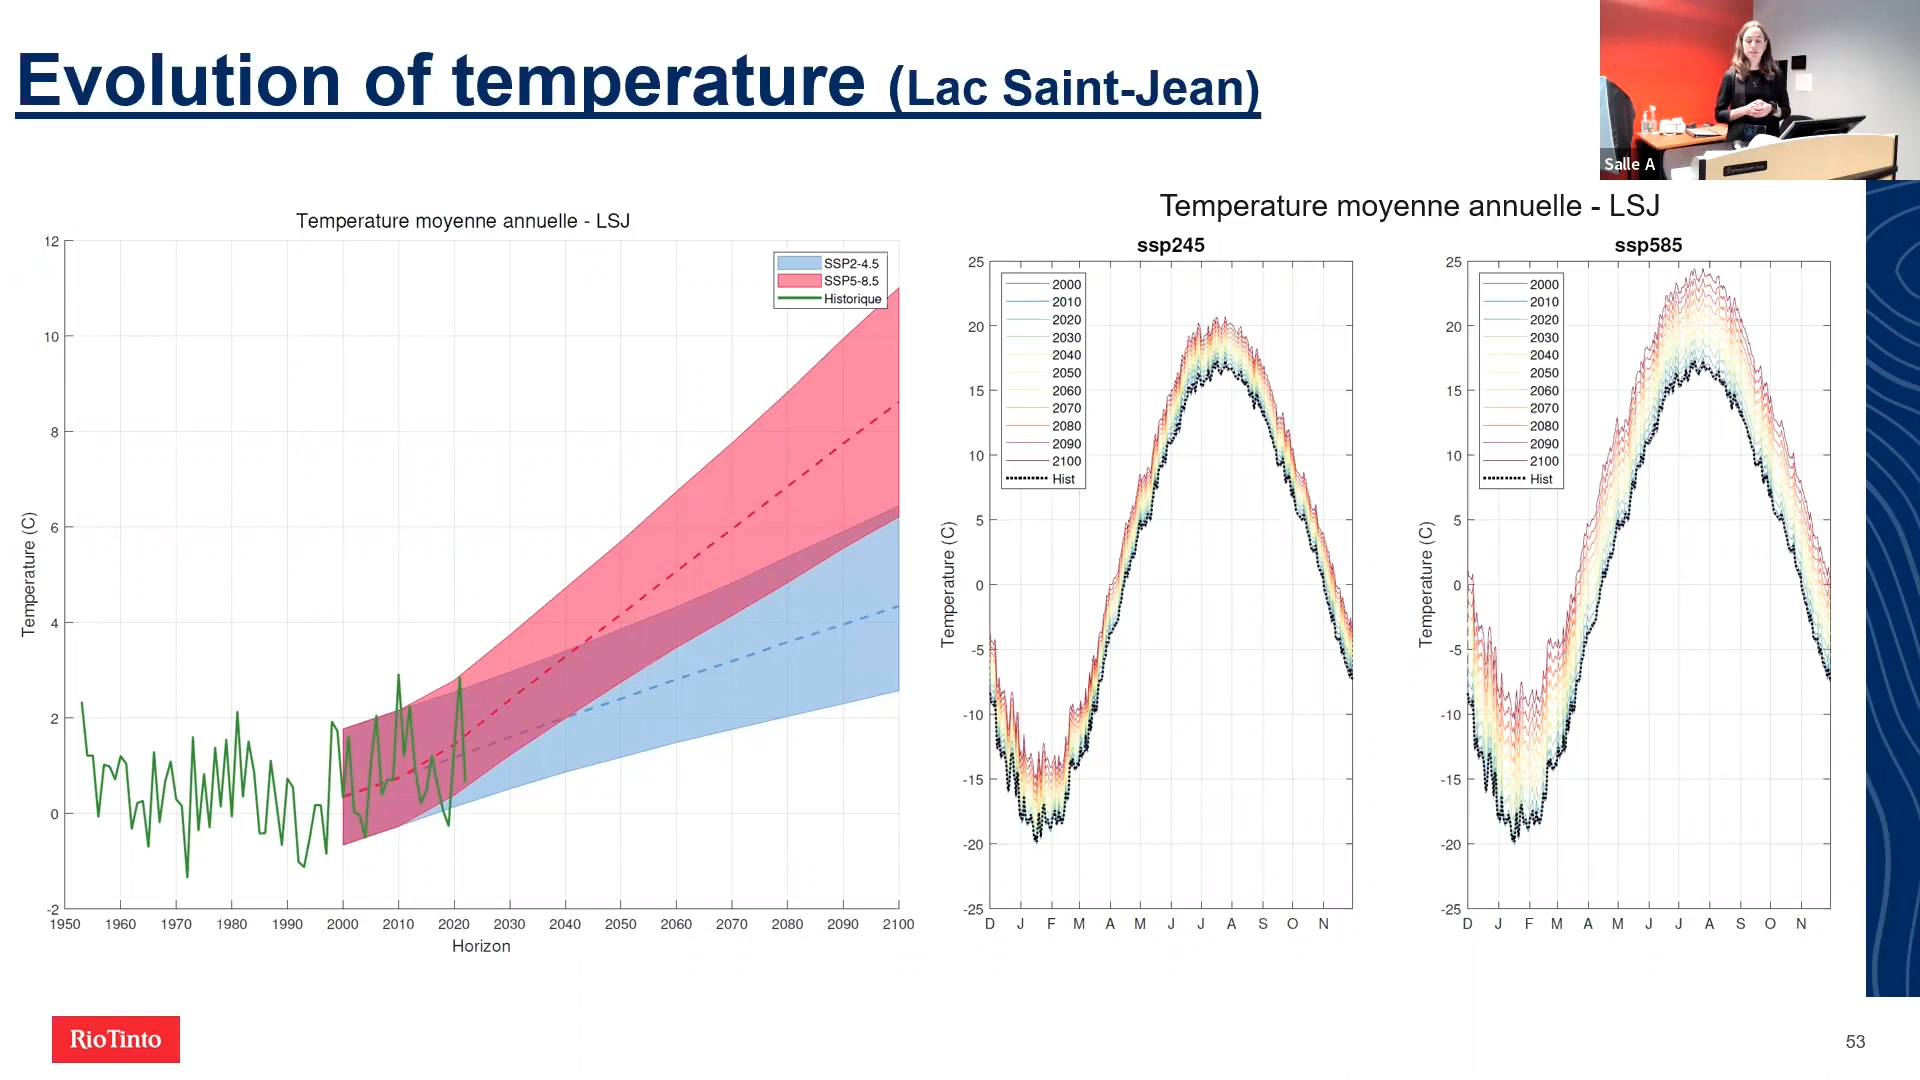 Evolution of temperature (Lac Saint-Jean)
Salle A
Temperature moyenne annuelle - LSJ
12
10
8
6
4
2
0
-2
Temperature (C)
SSP2-4.5
SSP5-8.5
Historique
1950 1960 1970 1980 1990 2000 2010 2020 2030 2040 2050 2060 2070 2080 2090 2100
Horizon
Temperature moyenne annuelle - LSJ
ssp245
25
20
15
10
5
0
-5
-10
-15
-20
-25
Temperature (C)
2000
2010
2020
2030
2040
2050
2060
2070
2080
2090
2100
Hist
D J F M A M J J A S O N
ssp585
25
20
15
10
5
0
-5
-10
-15
-20
-25
Temperature (C)
2000
2010
2020
2030
2040
2050
2060
2070
2080
2090
2100
Hist
D J F M A M J J A S O N
RioTinto
53